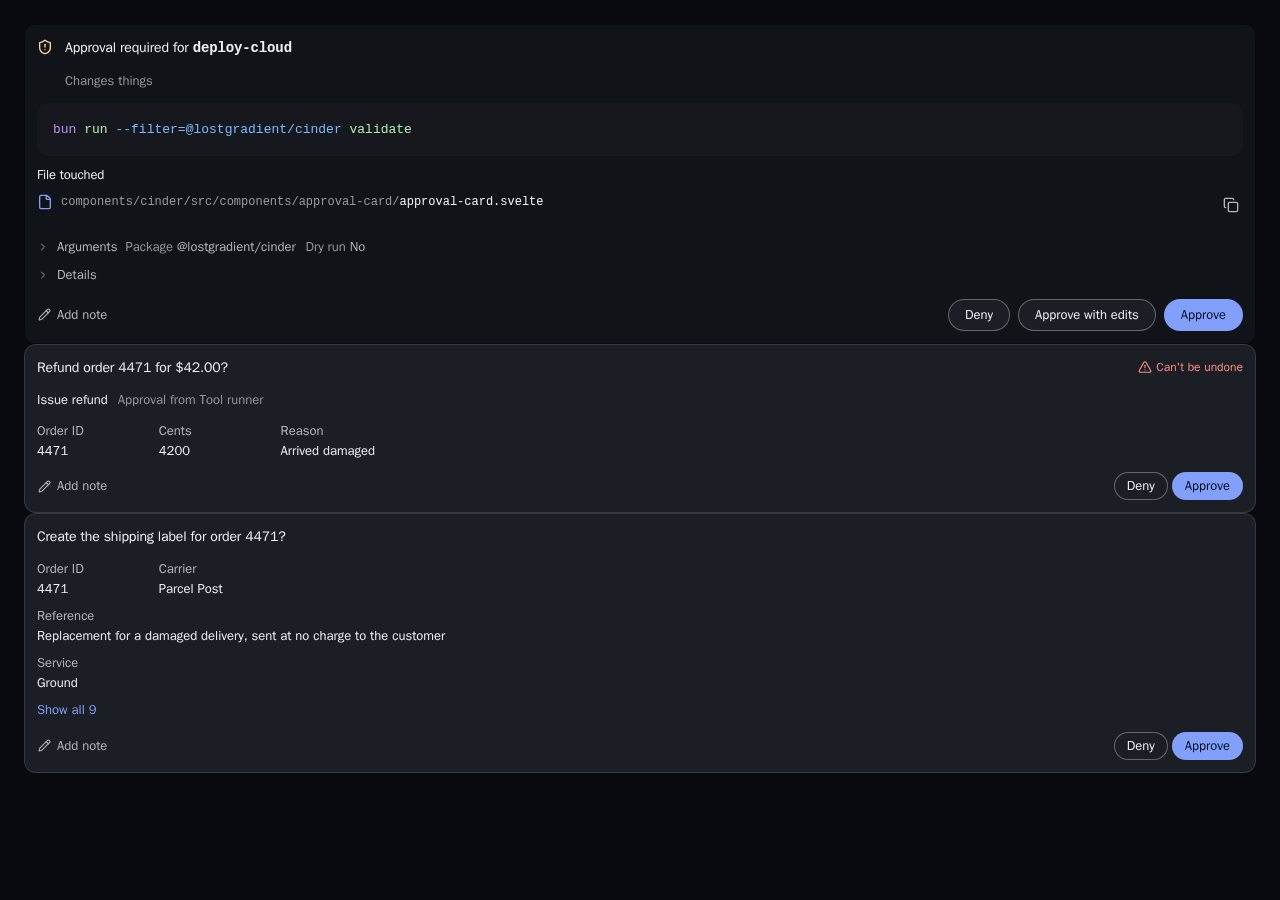 Approval required for deploy-cloud
Changes things
bun run --filter=@lostgradient/cinder validate
File touched
components/cinder/src/components/approval-card/approval-card.svelte
Arguments Package @lostgradient/cinder Dry run No
Details
Add note Deny Approve with edits Approve
Refund order 4471 for $42.00? Can't be undone
Issue refund Approval from Tool runner
Order ID Cents Reason
4471 4200 Arrived damaged
Add note Deny Approve
Create the shipping label for order 4471?
Order ID Carrier
4471 Parcel Post
Reference
Replacement for a damaged delivery, sent at no charge to the customer
Service
Ground
Show all 9
Add note Deny Approve